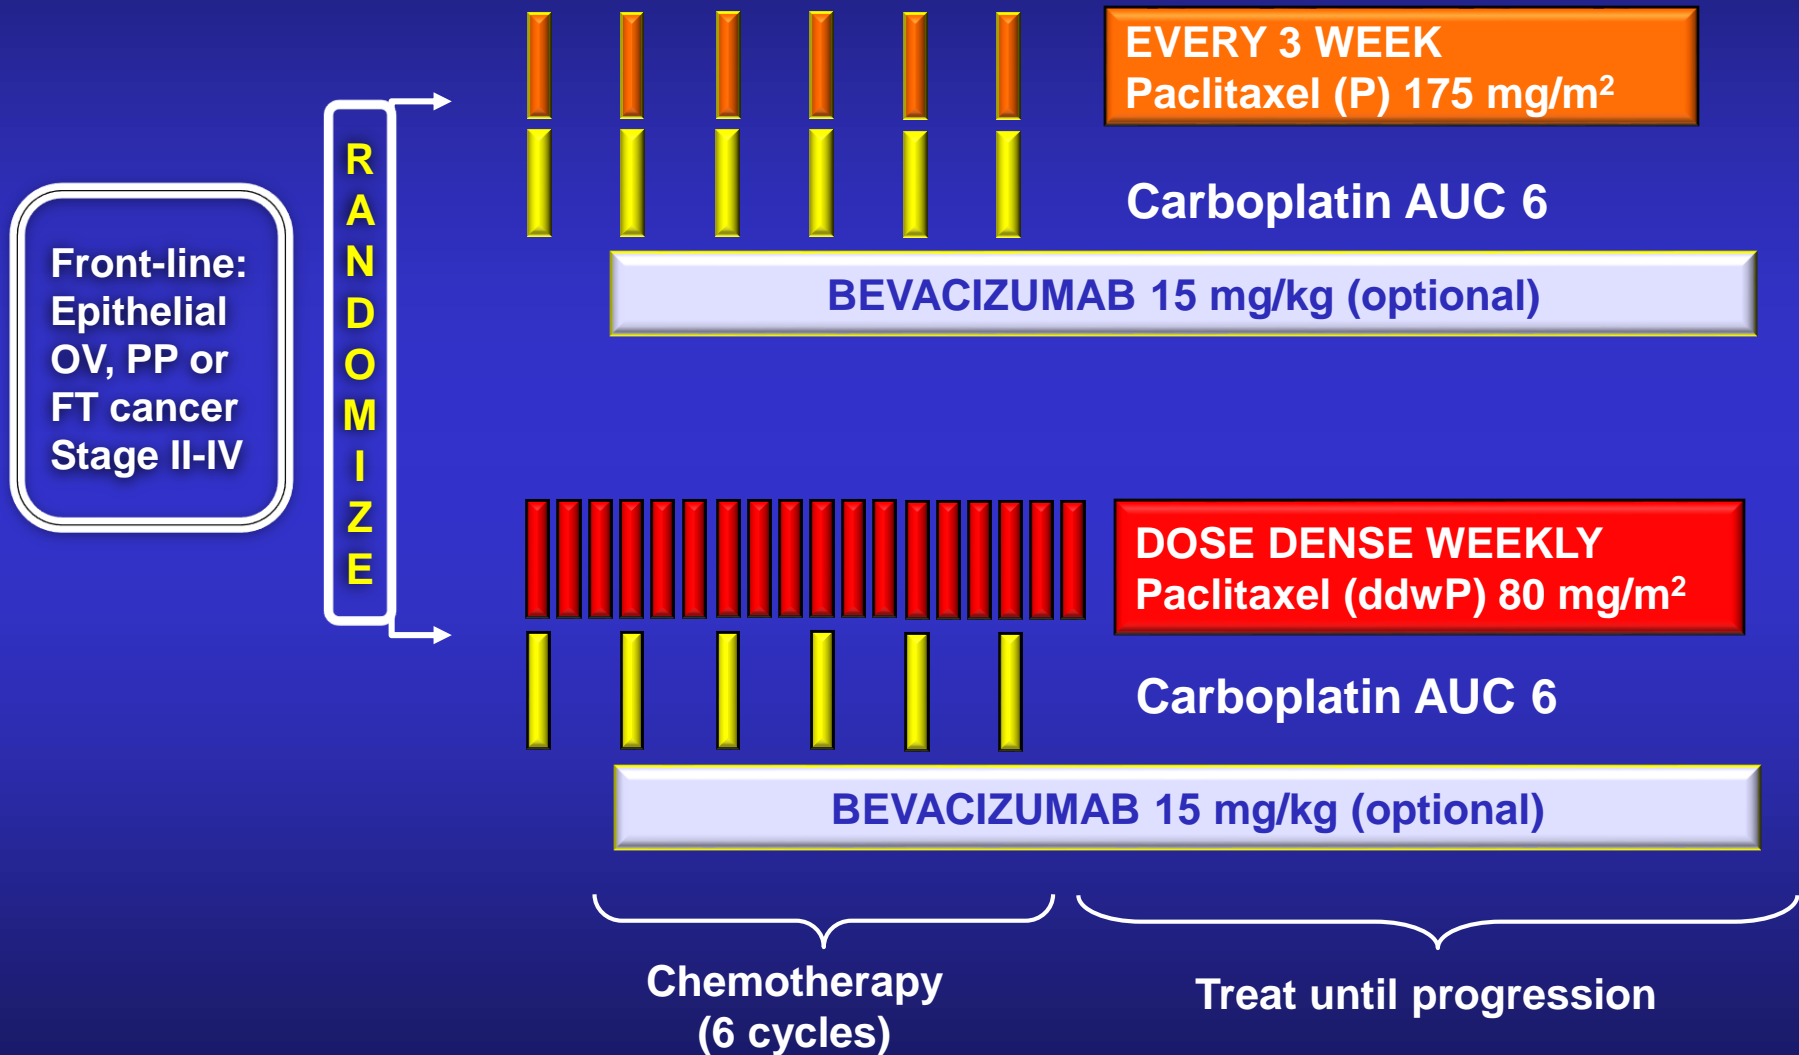 Front-line:
Epithelial
OV, PP or
FT cancer
Stage II-IV
R
A
N
D
O
M
I
Z
E
EVERY 3 WEEK
Paclitaxel (P) 175 mg/m²
Carboplatin AUC 6
BEVACIZUMAB 15 mg/kg (optional)
DOSE DENSE WEEKLY
Paclitaxel (ddwP) 80 mg/m²
Carboplatin AUC 6
BEVACIZUMAB 15 mg/kg (optional)
Chemotherapy
(6 cycles)
Treat until progression